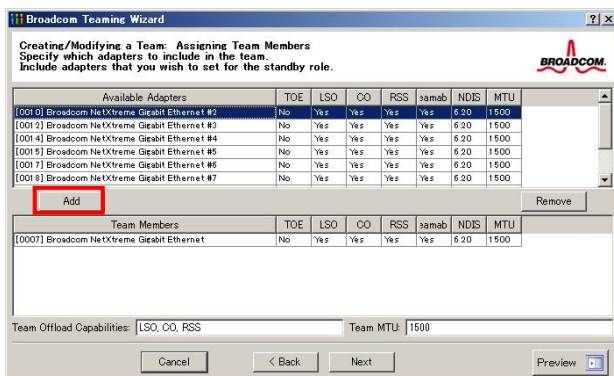 Broadcom Teaming Wizard
Creating/Modifying a Team: Assigning Team Members
Specify which adapters to include in the team.
Include adapters that you wish to set for the standby role.
BROADCOM.
Available Adapters TOE LSO CO RSS eamab NDIS MTU
[0010] Broadcom NetXtreme Gigabit Ethernet #2 No Yes Yes Yes Yes 6.20 1500
[0012] Broadcom NetXtreme Gigabit Ethernet #3 No Yes Yes Yes Yes 6.20 1500
[0014] Broadcom NetXtreme Gigabit Ethernet #4 No Yes Yes Yes Yes 6.20 1500
[0015] Broadcom NetXtreme Gigabit Ethernet #5 No Yes Yes Yes Yes 6.20 1500
[0017] Broadcom NetXtreme Gigabit Ethernet #6 No Yes Yes Yes Yes 6.20 1500
[0018] Broadcom NetXtreme Gigabit Ethernet #7 No Yes Yes Yes Yes 6.20 1500
Add Remove
Team Members TOE LSO CO RSS eamab NDIS MTU
[0007] Broadcom NetXtreme Gigabit Ethernet No Yes Yes Yes Yes 6.20 1500
Team Offload Capabilities: LSO, CO, RSS Team MTU: 1500
Cancel < Back Next Preview